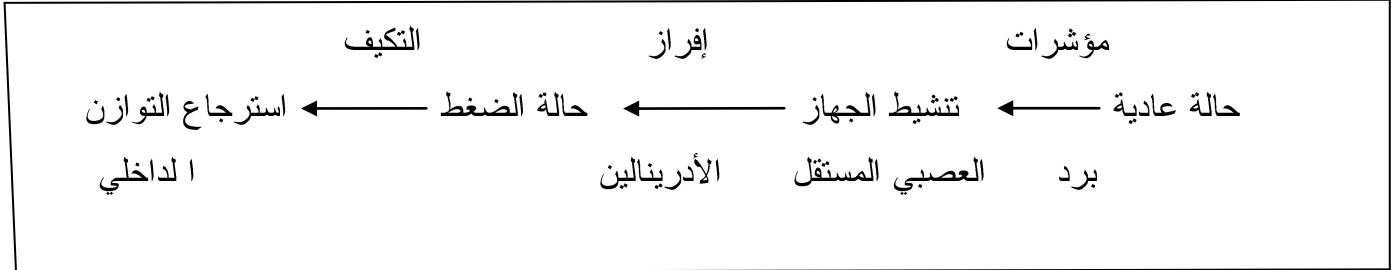 مؤشرات إفراز التكيف
حالة عادية تنشيط الجهاز حالة الضغط استرجاع التوازن
برد العصبي المستقل الأدرينالين ا لداخلي